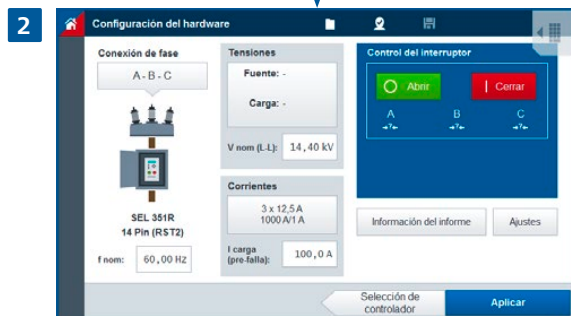 2
Configuración del hardware
Conexión de fase
A - B - C
SEL 351R
14 Pin (RST2)
f nom:
60,00 Hz
Tensiones
Fuente: -
Carga: -
V nom (L-L):
14,40 kV
Corrientes
3 x 12,5 A
1000 A/1 A
I carga
(pre-falla):
100,0 A
Control del interruptor
Abrir
Cerrar
A B C
Información del informe
Ajustes
Selección de
controlador
Aplicar